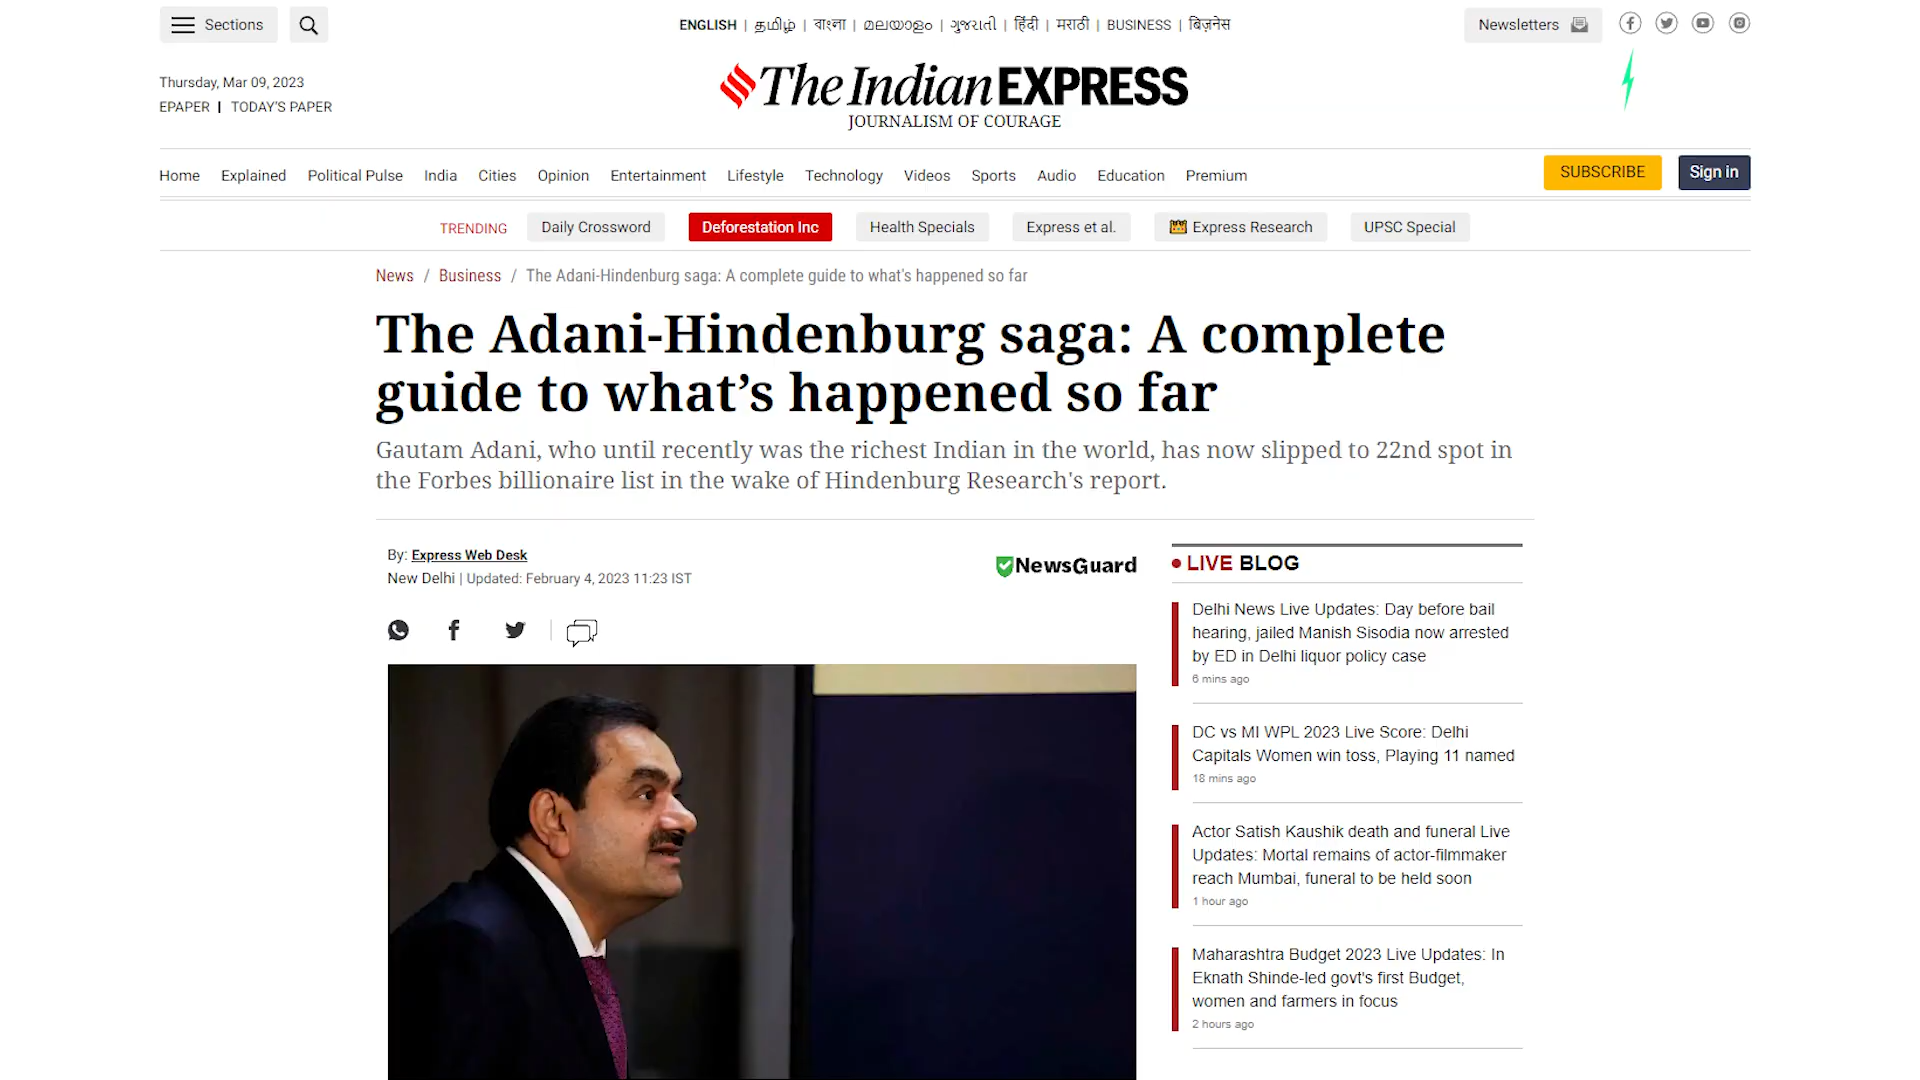 Sections
ENGLISH | தமிழ் | বাংলা | മലയാളം | ગુજરાતી | हिंदी | मराठी | BUSINESS | बिज़नेस
Newsletters
Thursday, Mar 09, 2023
EPAPER | TODAY'S PAPER
The Indian EXPRESS
JOURNALISM OF COURAGE
Home Explained Political Pulse India Cities Opinion Entertainment Lifestyle Technology Videos Sports Audio Education Premium
SUBSCRIBE
Sign in
TRENDING Daily Crossword Deforestation Inc Health Specials Express et al. Express Research UPSC Special
News / Business / The Adani-Hindenburg saga: A complete guide to what's happened so far
The Adani-Hindenburg saga: A complete
guide to what’s happened so far
Gautam Adani, who until recently was the richest Indian in the world, has now slipped to 22nd spot in
the Forbes billionaire list in the wake of Hindenburg Research's report.
By: Express Web Desk
New Delhi | Updated: February 4, 2023 11:23 IST
NewsGuard
LIVE BLOG
Delhi News Live Updates: Day before bail
hearing, jailed Manish Sisodia now arrested
by ED in Delhi liquor policy case
6 mins ago
DC vs MI WPL 2023 Live Score: Delhi
Capitals Women win toss, Playing 11 named
18 mins ago
Actor Satish Kaushik death and funeral Live
Updates: Mortal remains of actor-filmmaker
reach Mumbai, funeral to be held soon
1 hour ago
Maharashtra Budget 2023 Live Updates: In
Eknath Shinde-led govt's first Budget,
women and farmers in focus
2 hours ago